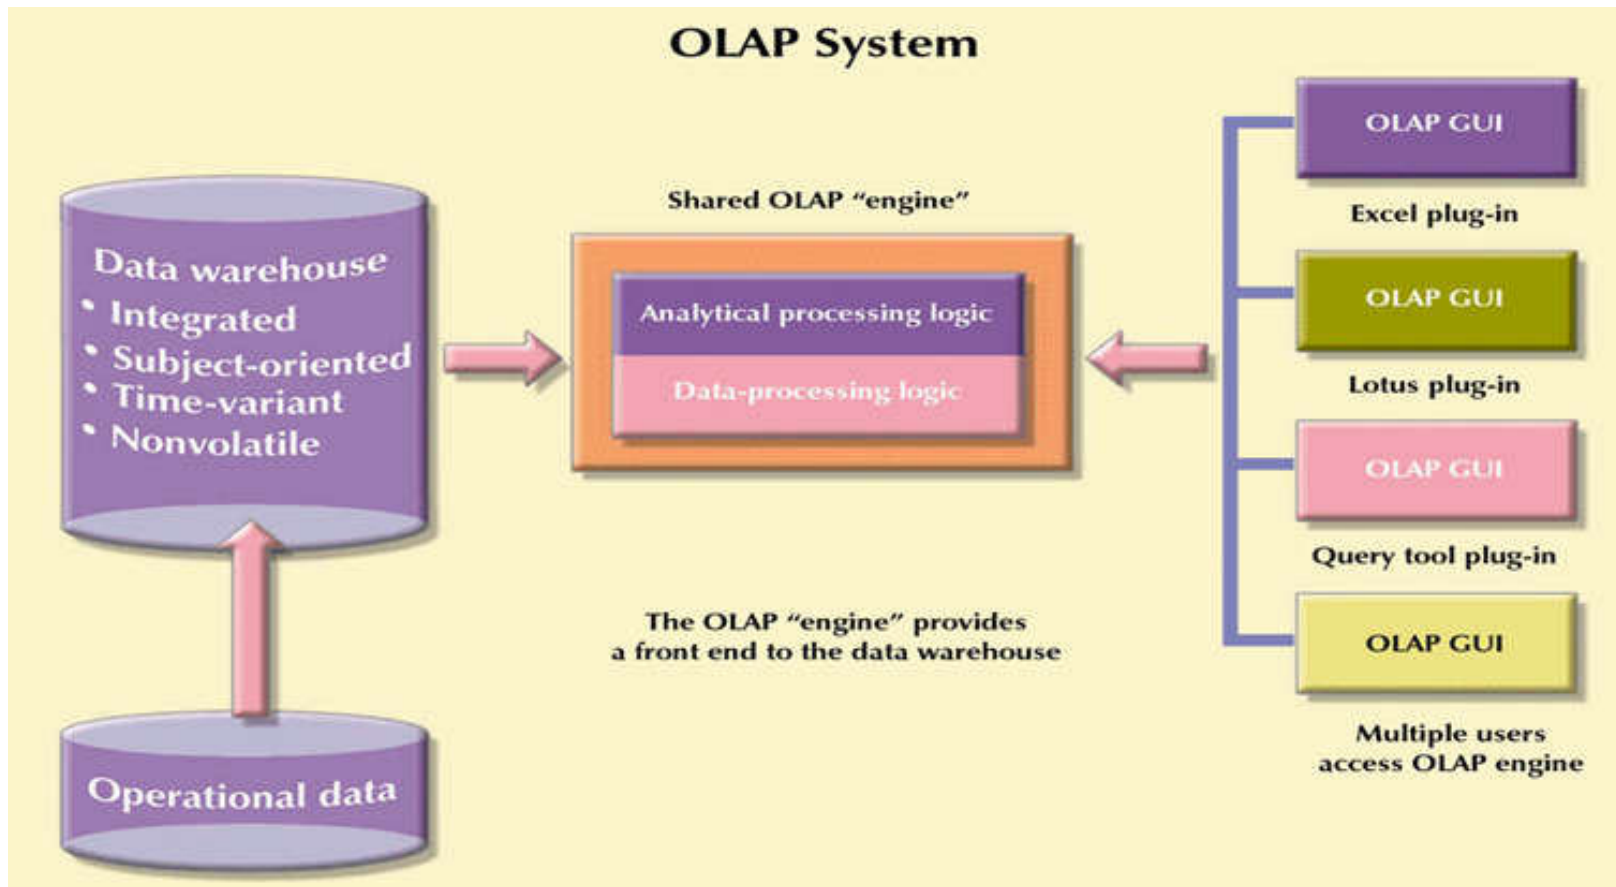 OLAP System
Data warehouse
• Integrated
• Subject-oriented
• Time-variant
• Nonvolatile
Operational data
Shared OLAP “engine”
Analytical processing logic
Data-processing logic
The OLAP “engine” provides
a front end to the data warehouse
OLAP GUI
Excel plug-in
OLAP GUI
Lotus plug-in
OLAP GUI
Query tool plug-in
OLAP GUI
Multiple users
access OLAP engine